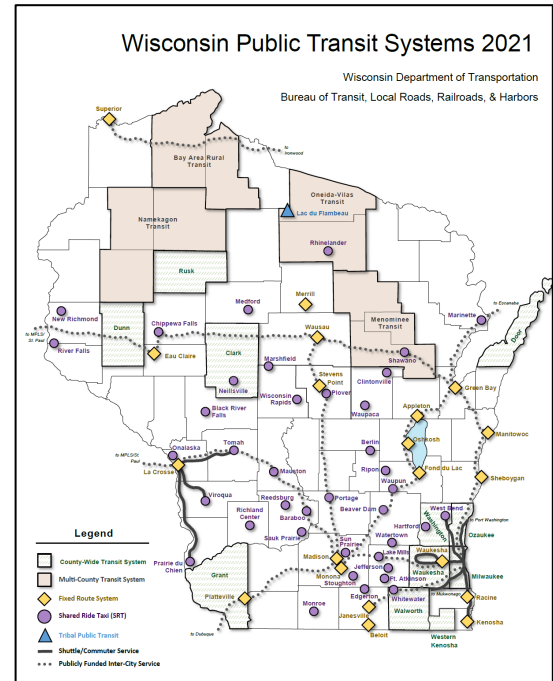 Wisconsin Public Transit Systems 2021
Wisconsin Department of Transportation
Bureau of Transit, Local Roads, Railroads, & Harbors
Superior
to
Ironwood
Bay Area Rural
Transit
Oneida-Vilas
Transit
Lac du Flambeau
Namekagon
Transit
Rhinelander
Rusk
Merrill
Medford
New Richmond
Dunn
Chippewa Falls
Menominee
Transit
Marinette
to Escanaba
Door
to MPLS/
St. Paul
River Falls
Eau Claire
Wausau
Clark
Shawano
Marshfield
Stevens
Point
Plover
Clintonville
Green Bay
Neillsville
Wisconsin
Rapids
Waupaca
Appleton
Black River
Falls
Oshkosh
Manitowoc
Onalaska
Tomah
Berlin
to MPLS/St.
Paul
La Crosse
Mauston
Ripon
Fond du Lac
Waupun
Sheboygan
Viroqua
Reedsburg
Portage
Beaver Dam
West Bend
to Port Washington
Richland
Center
Baraboo
Hartford
Washington
Ozaukee
Sauk Prairie
Sun
Prairie
Watertown
Prairie du
Chien
Madison
Lake Mills
Waukesha
Jefferson
Waukesha
Milwaukee
Grant
Monona
Stoughton
Ft. Atkinson
Platteville
Edgerton
Whitewater
to Mukwonago
Racine
Monroe
Janesville
Walworth
Kenosha
to Dubuque
Beloit
Western
Kenosha
Legend
County-Wide Transit System
Multi-County Transit System
Fixed Route System
Shared Ride Taxi (SRT)
Tribal Public Transit
Shuttle/Commuter Service
Publicly Funded Inter-City Service